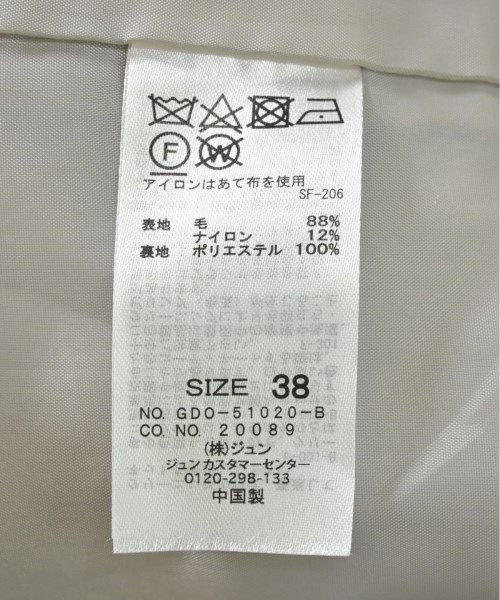 F W
アイロンはあて布を使用
SF-206
表地 毛 88%
ナイロン 12%
裏地 ポリエステル 100%
SIZE 38
NO. GDO-51020-B
CO. NO. 20089
(株)ジュン
ジュンカスタマーセンター
0120-298-133
中国製